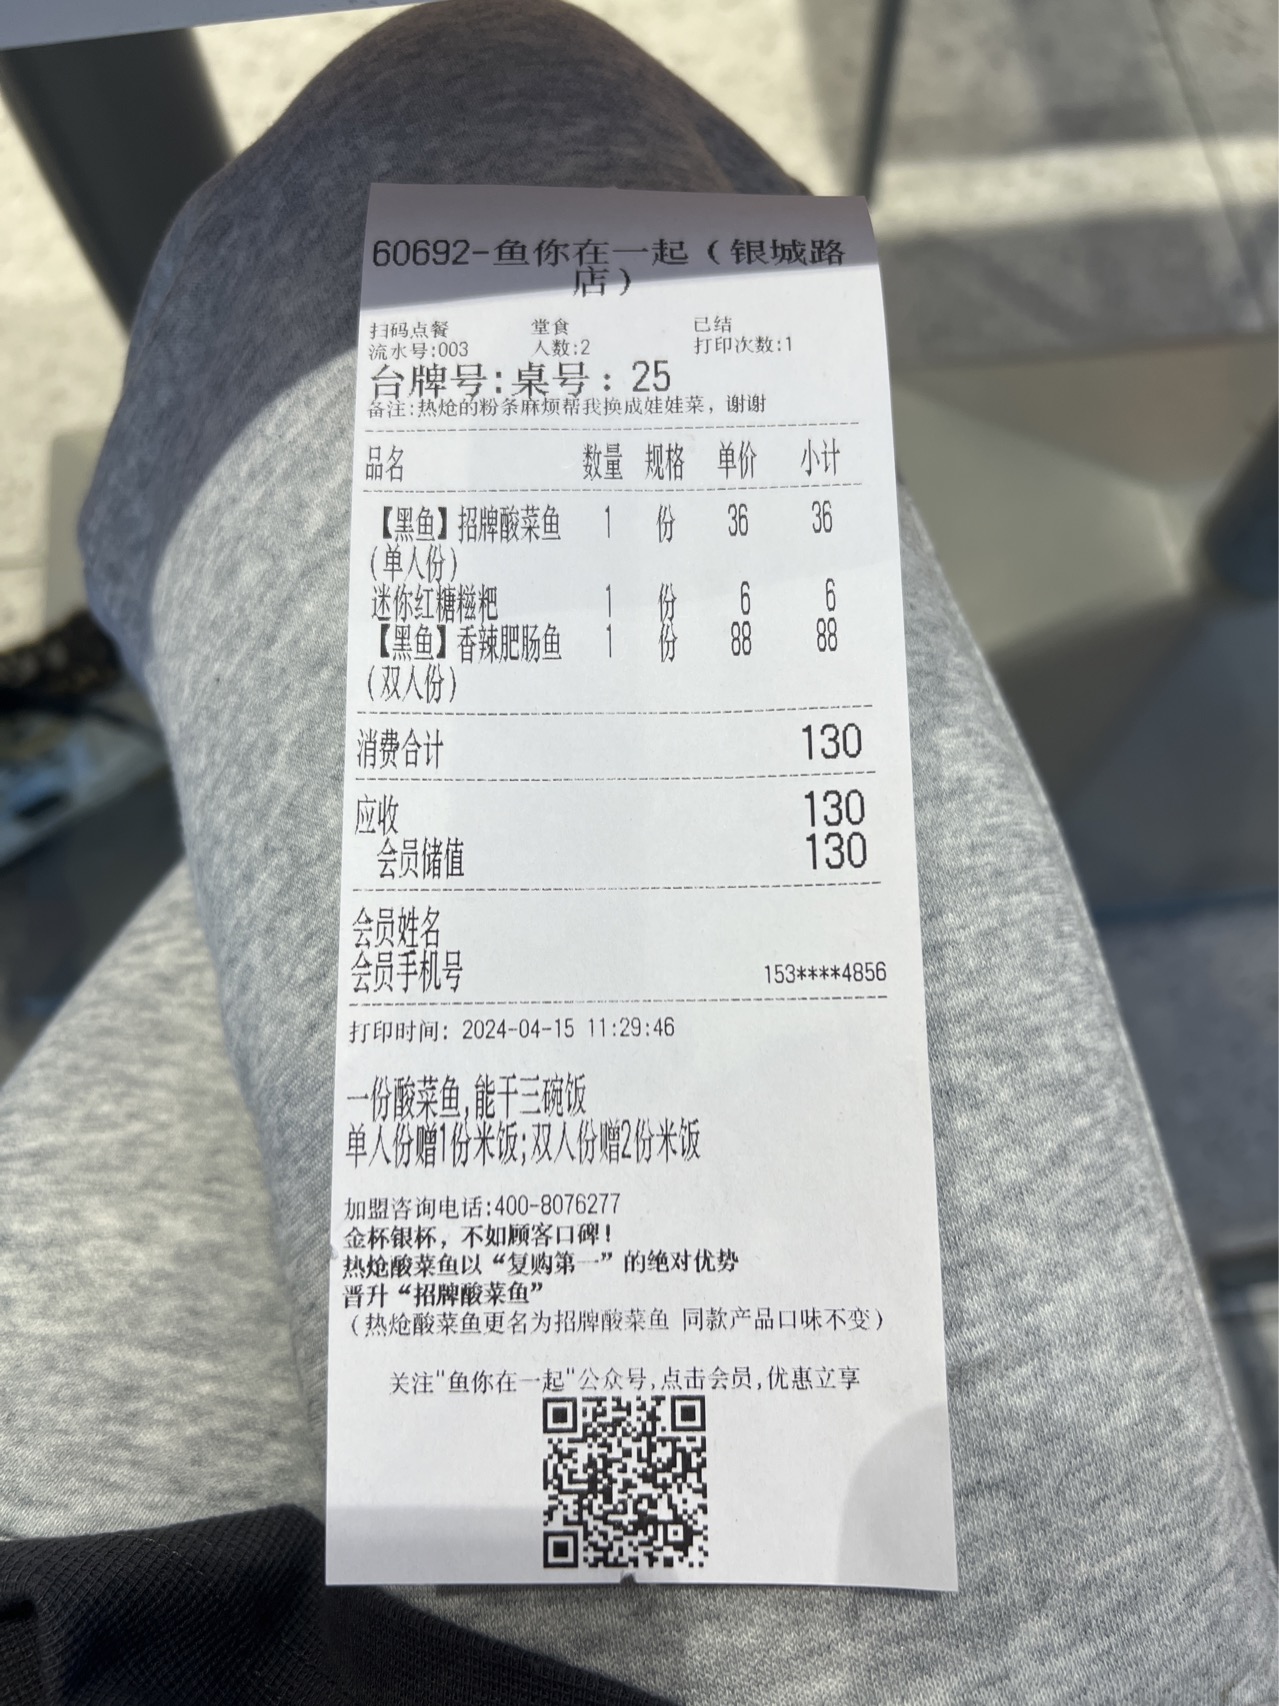 60692-鱼你在一起（银城路
店）
扫码点餐 堂食 已结
流水号:003 人数:2 打印次数:1
台牌号:桌号: 25
备注:热炝的粉条麻烦帮我换成娃娃菜，谢谢
品名 数量 规格 单价 小计
【黑鱼】招牌酸菜鱼 1 份 36 36
(单人份)
迷你红糖糍粑 1 份 6 6
【黑鱼】香辣肥肠鱼 1 份 88 88
(双人份)
消费合计 130
应收 130
会员储值 130
会员姓名
会员手机号 153****4856
打印时间: 2024-04-15 11:29:46
一份酸菜鱼,能干三碗饭
单人份赠1份米饭;双人份赠2份米饭
加盟咨询电话:400-8076277
金杯银杯，不如顾客口碑！
热炝酸菜鱼以“复购第一”的绝对优势
晋升“招牌酸菜鱼”
（热炝酸菜鱼更名为招牌酸菜鱼 同款产品口味不变）
关注"鱼你在一起"公众号,点击会员,优惠立享